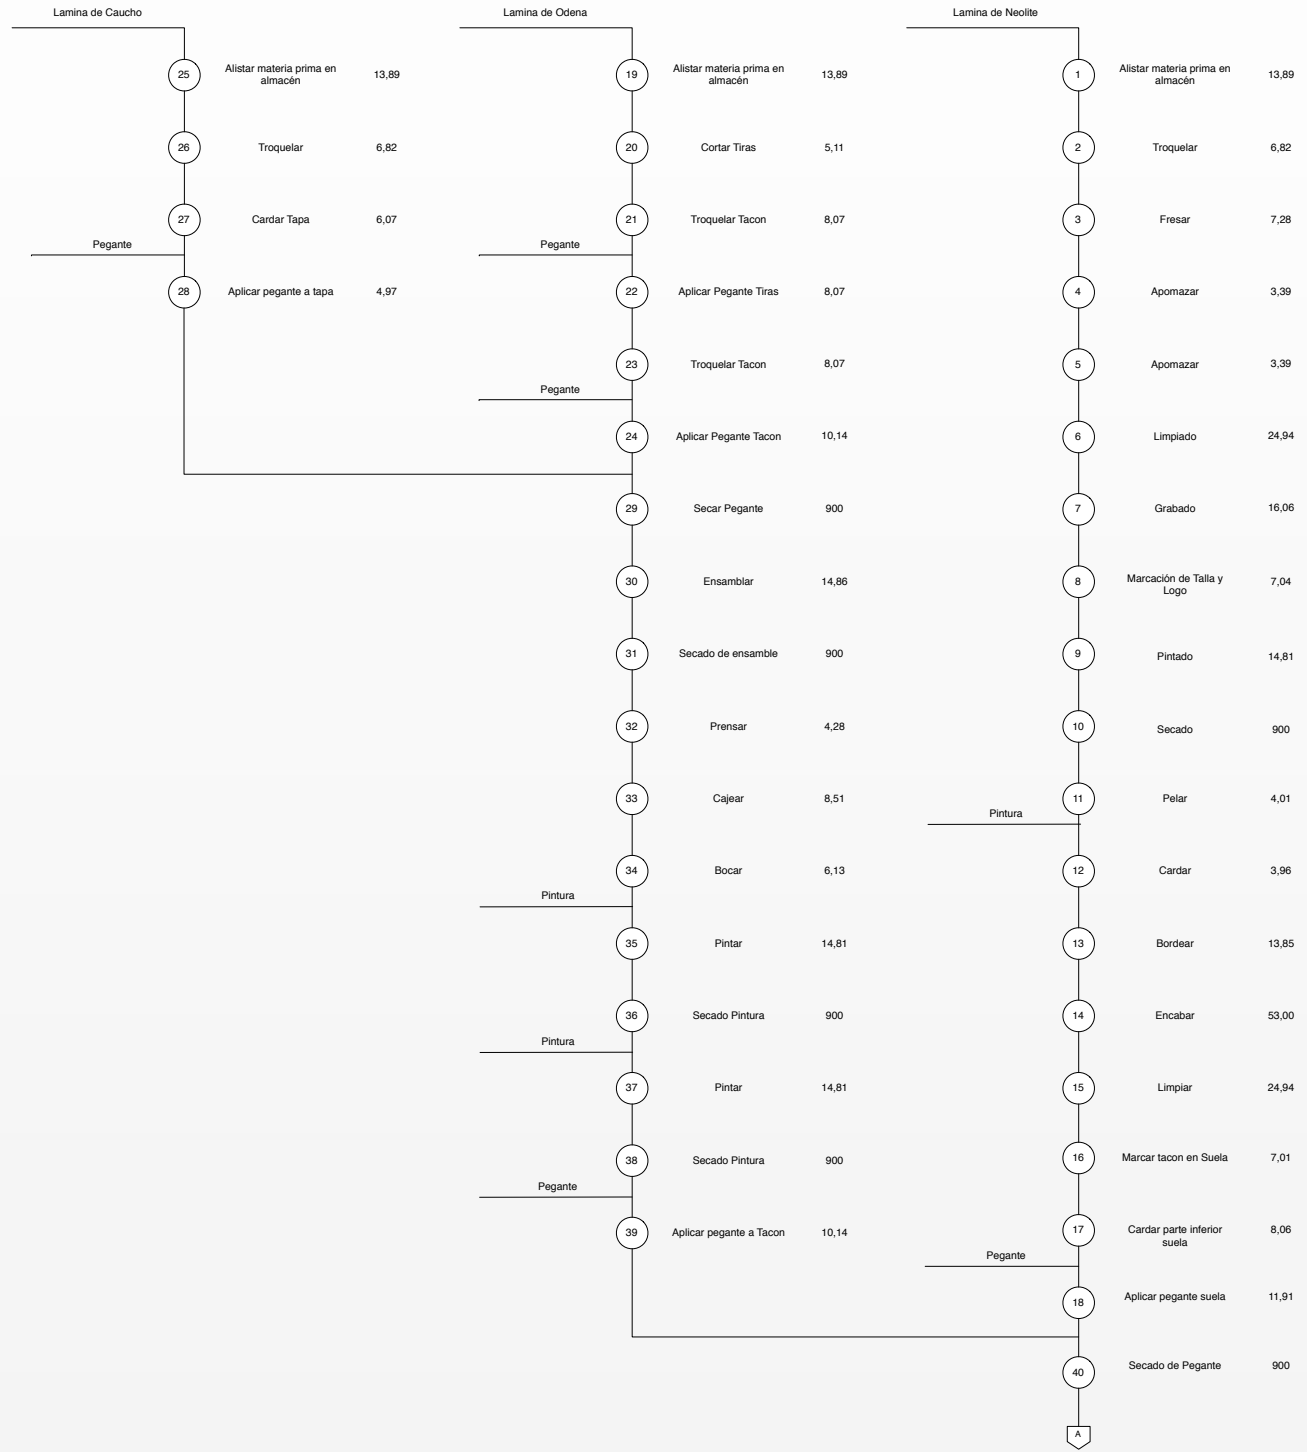 Lamina de Caucho
Lamina de Odena
Lamina de Neolite
25
Alistar materia prima en
almacén
13,89
26
Troquelar
6,82
27
Cardar Tapa
6,07
Pegante
28
Aplicar pegante a tapa
4,97
19
Alistar materia prima en
almacén
13,89
20
Cortar Tiras
5,11
21
Troquelar Tacon
8,07
Pegante
22
Aplicar Pegante Tiras
8,07
23
Troquelar Tacon
8,07
Pegante
24
Aplicar Pegante Tacon
10,14
29
Secar Pegante
900
30
Ensamblar
14,86
31
Secado de ensamble
900
32
Prensar
4,28
33
Cajear
8,51
34
Bocar
6,13
Pintura
35
Pintar
14,81
36
Secado Pintura
900
Pintura
37
Pintar
14,81
38
Secado Pintura
900
Pegante
39
Aplicar pegante a Tacon
10,14
1
Alistar materia prima en
almacén
13,89
2
Troquelar
6,82
3
Fresar
7,28
4
Apomazar
3,39
5
Apomazar
3,39
6
Limpiado
24,94
7
Grabado
16,06
8
Marcación de Talla y
Logo
7,04
9
Pintado
14,81
10
Secado
900
11
Pelar
4,01
Pintura
12
Cardar
3,96
13
Bordear
13,85
14
Encabar
53,00
15
Limpiar
24,94
16
Marcar tacon en Suela
7,01
17
Cardar parte inferior
suela
8,06
Pegante
18
Aplicar pegante suela
11,91
40
Secado de Pegante
900
A